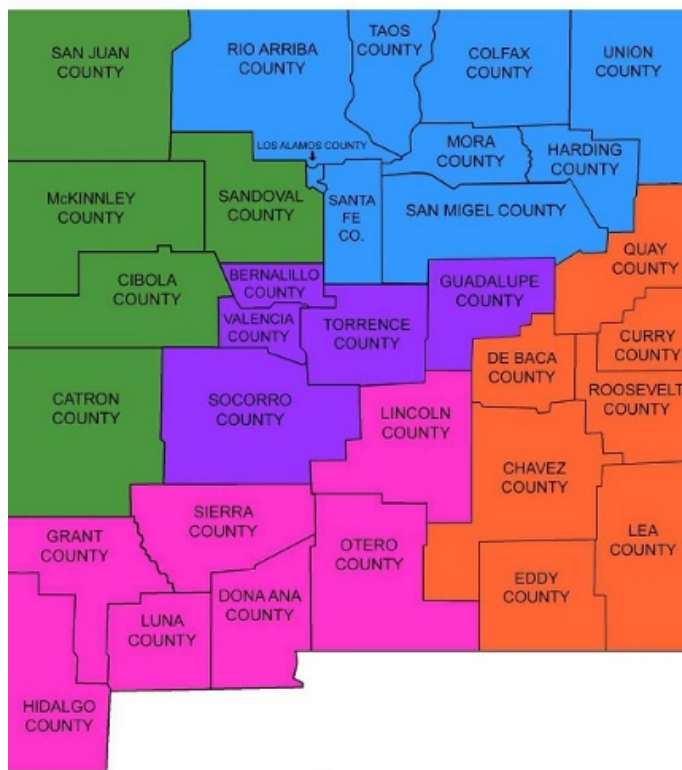 SAN JUAN
COUNTY
RIO ARRIBA
COUNTY
TAOS
COUNTY
COLFAX
COUNTY
UNION
COUNTY
LOS ALAMOS COUNTY
MORA
COUNTY
HARDING
COUNTY
McKINNLEY
COUNTY
SANDOVAL
COUNTY
SANTA
FE
CO.
SAN MIGEL COUNTY
QUAY
COUNTY
CIBOLA
COUNTY
BERNALILLO
COUNTY
GUADALUPE
COUNTY
VALENCIA
COUNTY
TORRENCE
COUNTY
CURRY
COUNTY
DE BACA
COUNTY
ROOSEVELT
COUNTY
CATRON
COUNTY
SOCORRO
COUNTY
LINCOLN
COUNTY
CHAVEZ
COUNTY
SIERRA
COUNTY
GRANT
COUNTY
OTERO
COUNTY
LEA
COUNTY
EDDY
COUNTY
DONA ANA
COUNTY
LUNA
COUNTY
HIDALGO
COUNTY